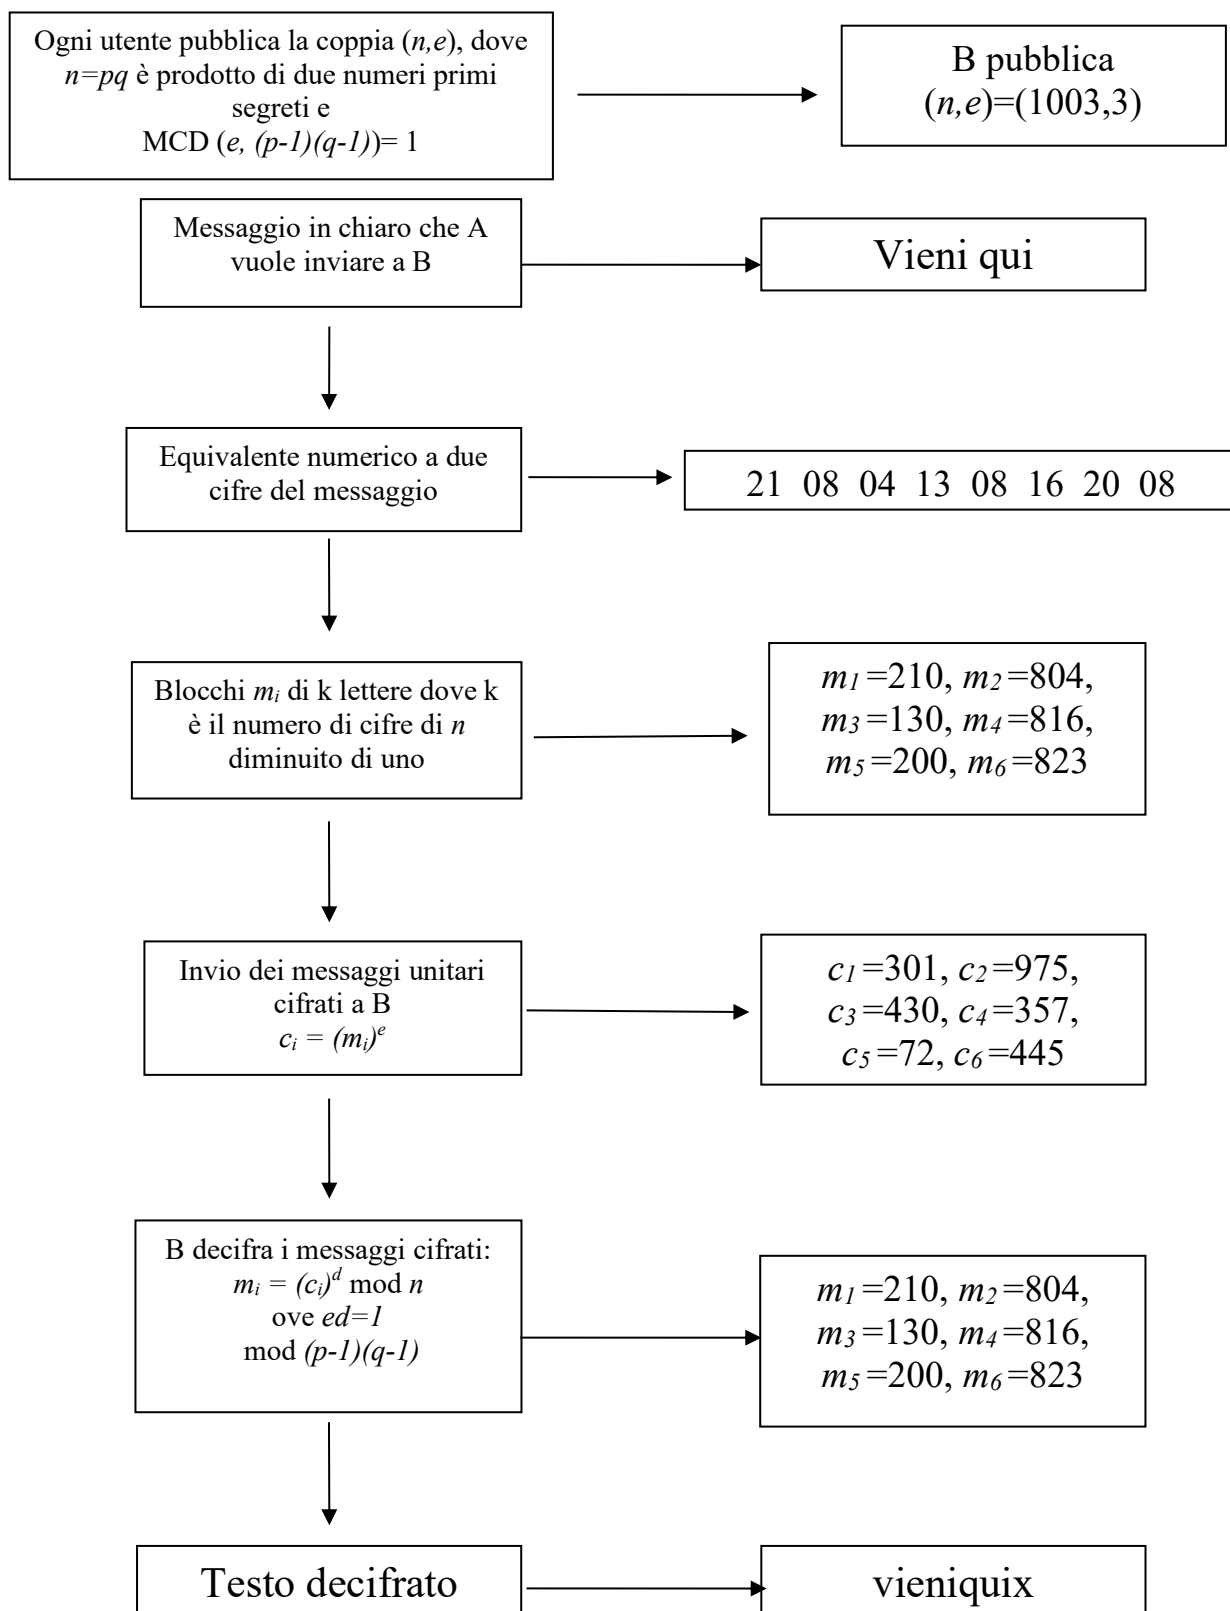 Ogni utente pubblica la coppia (n,e), dove
n=pq è prodotto di due numeri primi
segreti e
MCD (e, (p-1)(q-1))= 1
B pubblica
(n,e)=(1003,3)
Messaggio in chiaro che A
vuole inviare a B
Vieni qui
Equivalente numerico a due
cifre del messaggio
21 08 04 13 08 16 20 08
Blocchi mi di k lettere dove k
è il numero di cifre di n
diminuito di uno
m1 =210, m2 =804,
m3 =130, m4 =816,
m5 =200, m6 =823
Invio dei messaggi unitari
cifrati a B
ci = (mi)e
c1 =301, c2 =975,
c3 =430, c4 =357,
c5 =72, c6 =445
B decifra i messaggi cifrati:
mi = (ci)d mod n
ove ed=1
mod (p-1)(q-1)
m1 =210, m2 =804,
m3 =130, m4 =816,
m5 =200, m6 =823
Testo decifrato
vieniquix